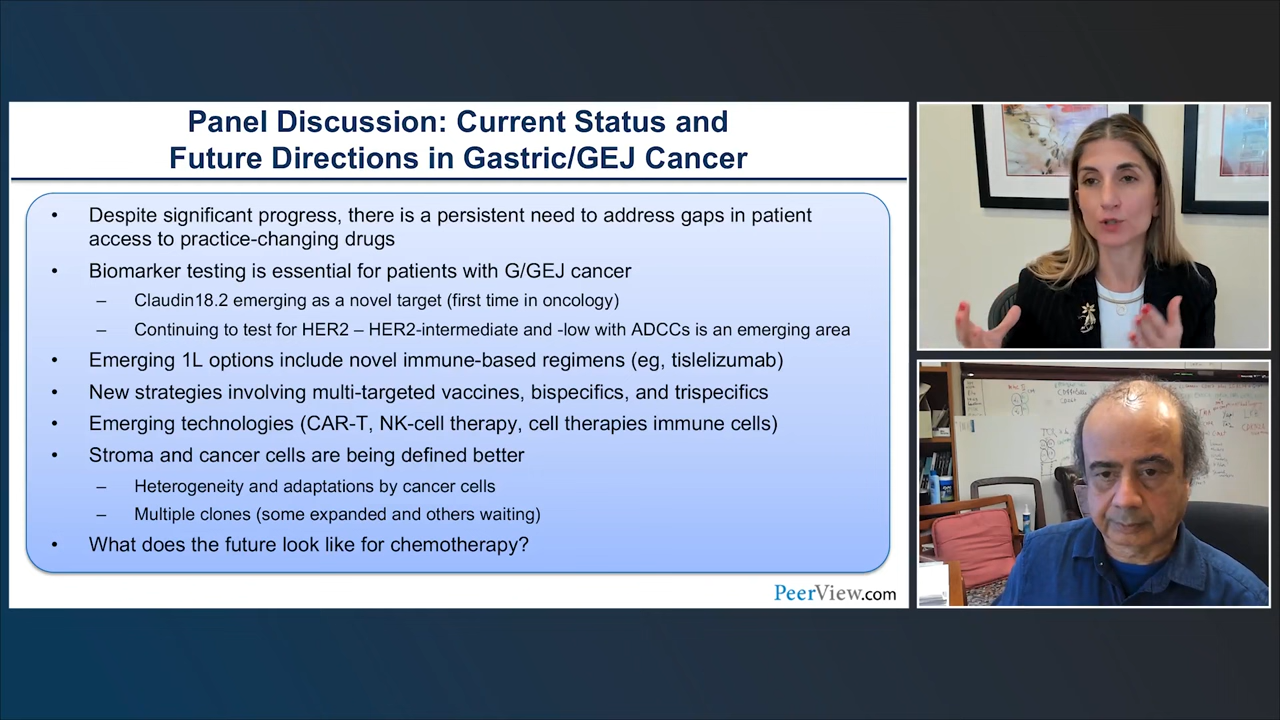 Panel Discussion: Current Status and
Future Directions in Gastric/GEJ Cancer
• Despite significant progress, there is a persistent need to address gaps in patient
access to practice-changing drugs
• Biomarker testing is essential for patients with G/GEJ cancer
– Claudin18.2 emerging as a novel target (first time in oncology)
– Continuing to test for HER2 – HER2-intermediate and -low with ADCCs is an emerging area
• Emerging 1L options include novel immune-based regimens (eg, tislelizumab)
• New strategies involving multi-targeted vaccines, bispecifics, and trispecifics
• Emerging technologies (CAR-T, NK-cell therapy, cell therapies immune cells)
• Stroma and cancer cells are being defined better
– Heterogeneity and adaptations by cancer cells
– Multiple clones (some expanded and others waiting)
• What does the future look like for chemotherapy?
PeerView.com